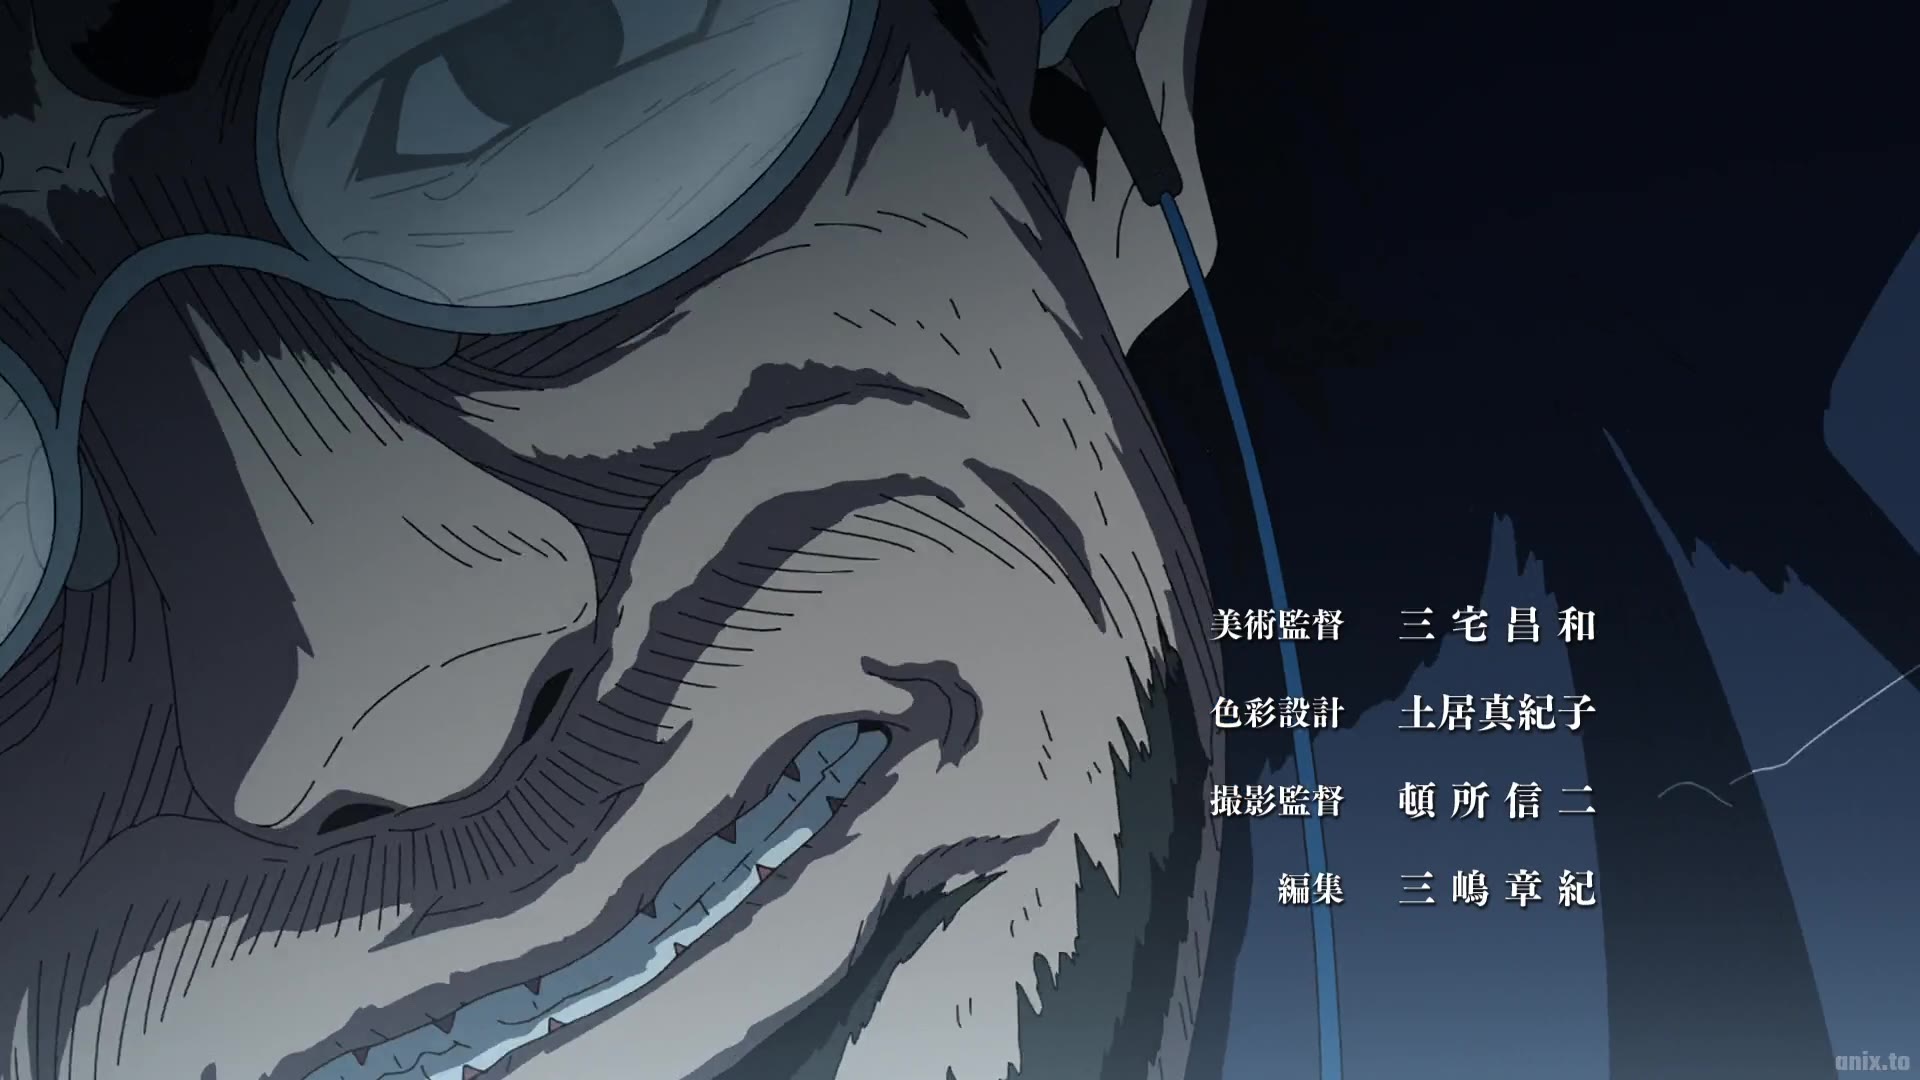 美術監督 三宅昌和
色彩設計 土居真紀子
撮影監督 頓所信二
編集 三嶋章紀
anix.to